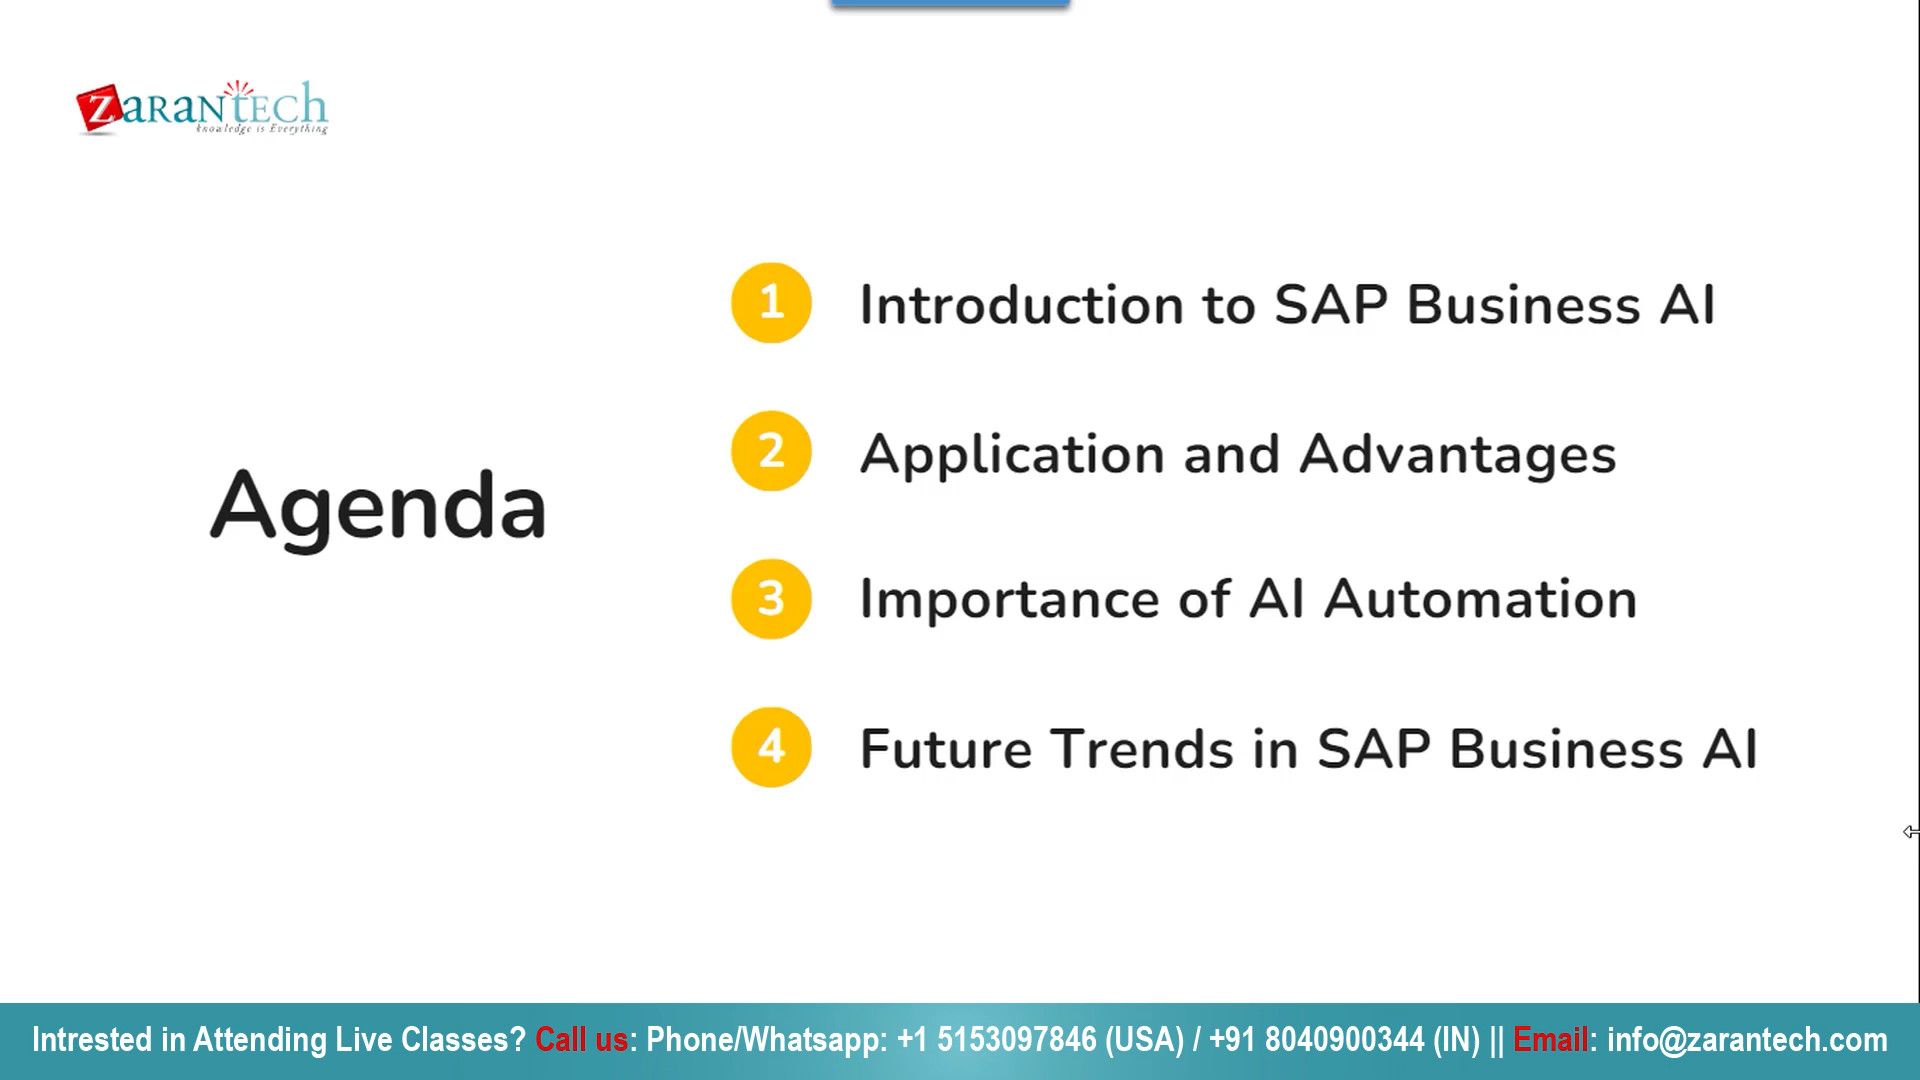 ZARANTECH
knowledge is Everything
Agenda
1 Introduction to SAP Business AI
2 Application and Advantages
3 Importance of AI Automation
4 Future Trends in SAP Business AI
Intrested in Attending Live Classes? Call us: Phone/Whatsapp: +1 5153097846 (USA) / +91 8040900344 (IN) || Email: info@zarantech.com